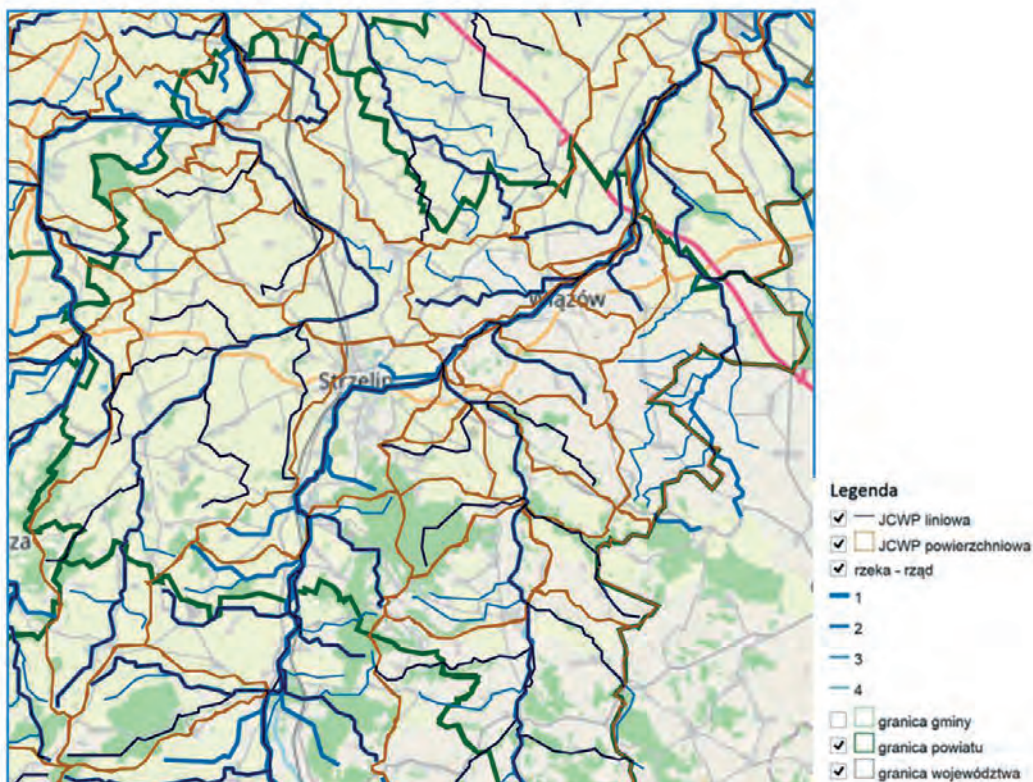 Wiązów
Strzelin
za
Legenda
JCWP liniowa
JCWP powierzchniowa
rzeka - rząd
1
2
3
4
granica gminy
granica powiatu
granica województwa